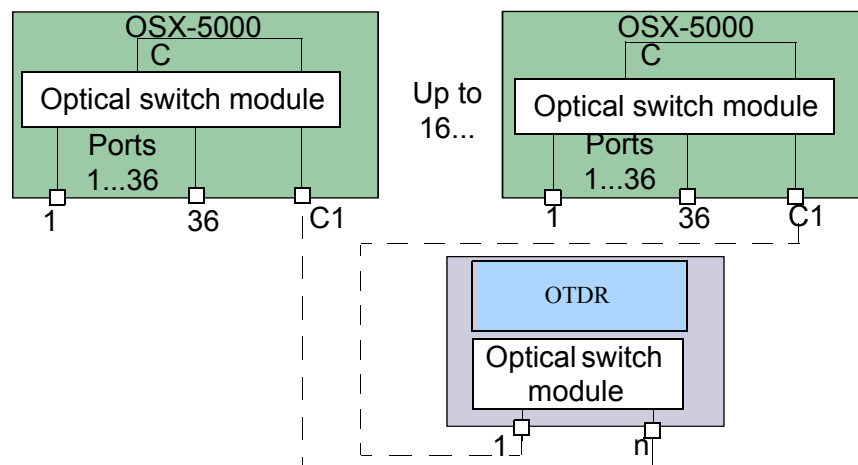 OSX-5000
C
Optical switch module
Ports
1...36
1
36
C1
Up to
16...
OSX-5000
C
Optical switch module
Ports
1...36
1
36
C1
OTDR
Optical switch
module
1
n